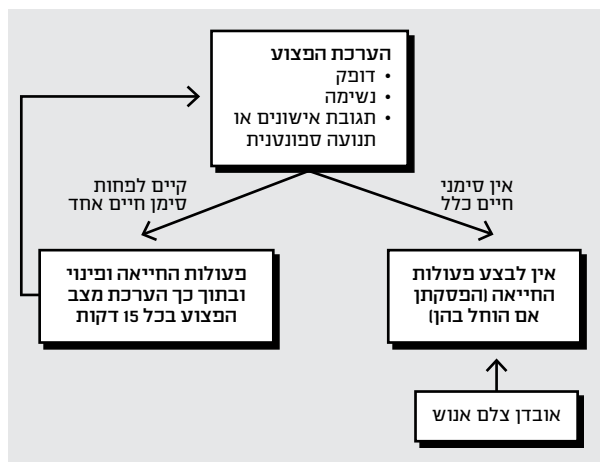 הערכת הפצוע
• דופק
• נשימה
• תגובת אישונים או
תנועה ספונטנית
אין סימני
חיים כלל
קיים לפחות
סימן חיים אחד
אין לבצע פעולות
החייאה (הפסקתן
אם הוחל בהן)
פעולות החייאה ופינוי
ובתוך כך הערכת מצב
הפצוע בכל 15 דקות
אובדן צלם אנוש